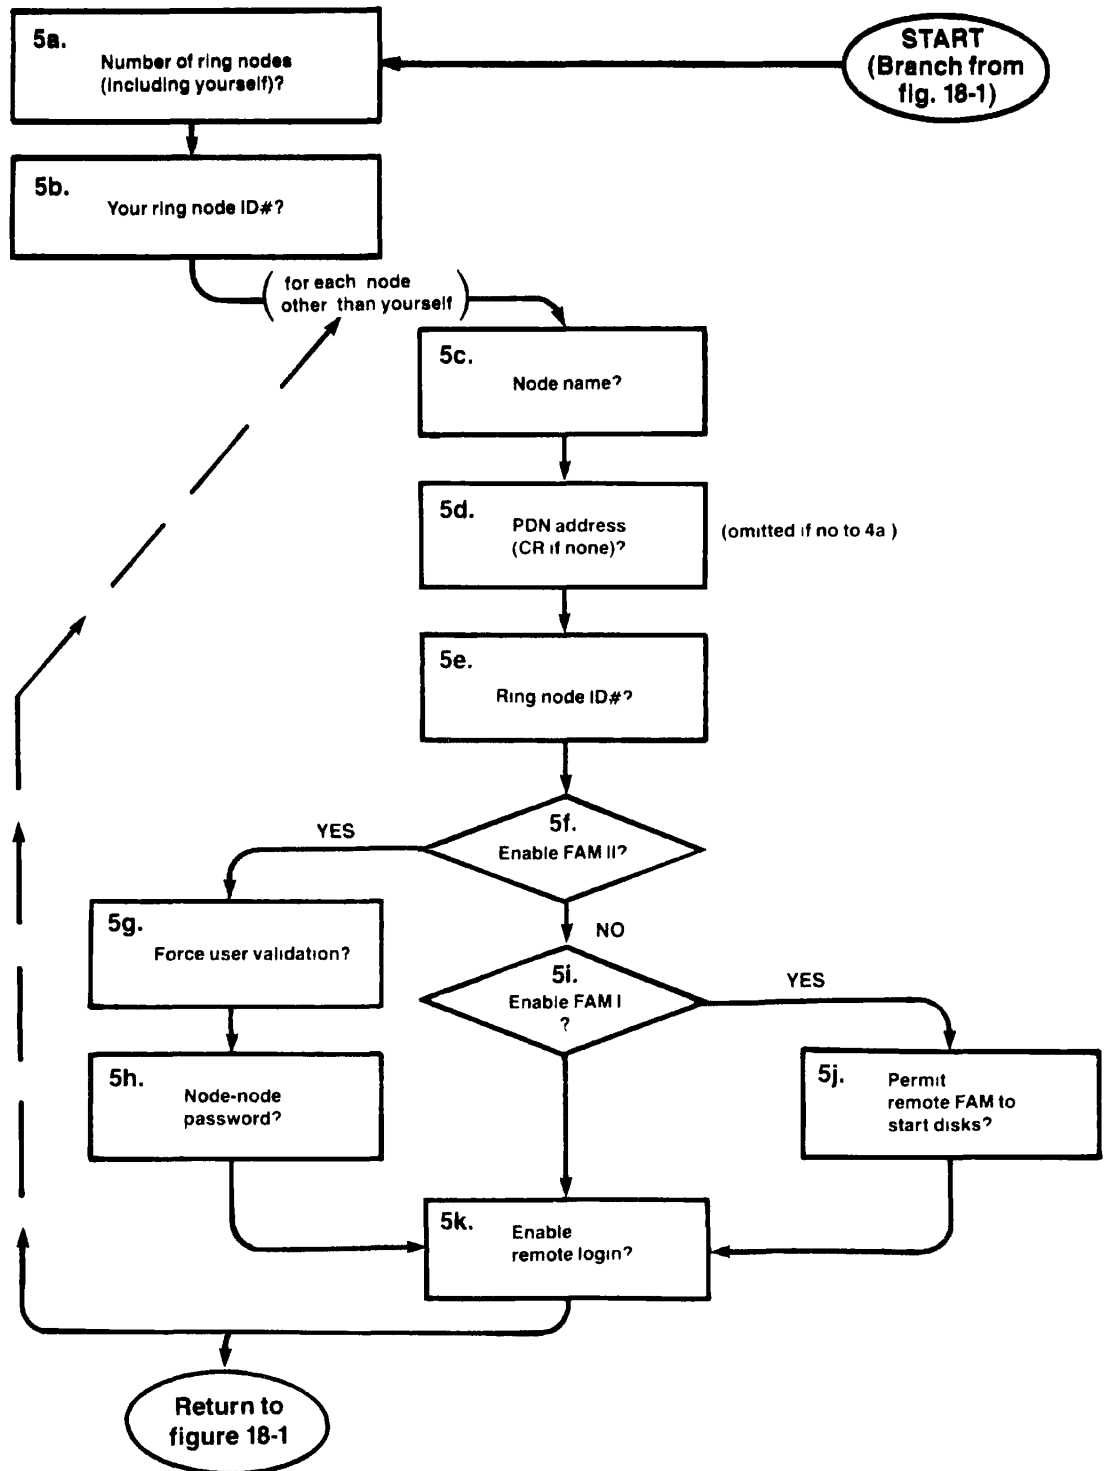 START
(Branch from
fig. 18-1)
5a.
Number of ring nodes
(including yourself)?
5b.
Your ring node ID#?
(for each node
other than yourself)
5c.
Node name?
5d.
PDN address
(CR if none)?
(omitted if no to 4a )
5e.
Ring node ID#?
5f.
Enable FAM II?
YES
NO
5g.
Force user validation?
5h.
Node-node
password?
5i.
Enable FAM I
?
YES
5j.
Permit
remote FAM to
start disks?
5k.
Enable
remote login?
Return to
figure 18-1